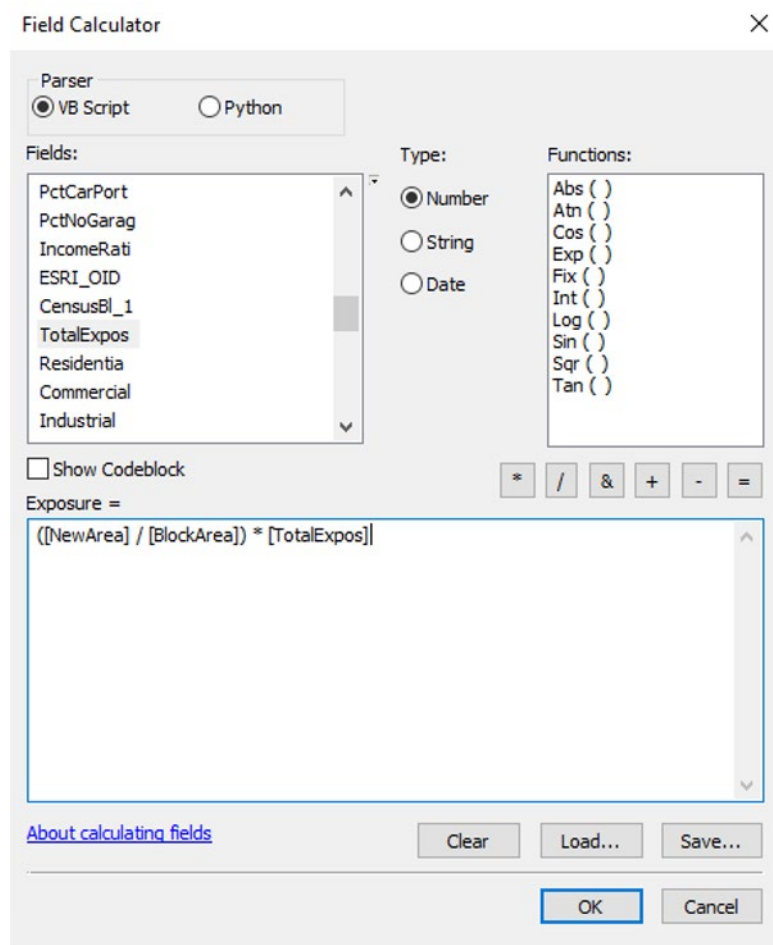 Field Calculator
Parser
VB Script
Python
Fields:
Type:
Functions:
PctCarPort
PctNoGarag
IncomeRati
ESRI_OID
CensusBl_1
TotalExpos
Residentia
Commercial
Industrial
Number
String
Date
Abs ( )
Atn ( )
Cos ( )
Exp ( )
Fix ( )
Int ( )
Log ( )
Sin ( )
Sqr ( )
Tan ( )
Show Codeblock
* / & + - =
Exposure =
([NewArea] / [BlockArea]) * [TotalExpos]
About calculating fields
Clear
Load...
Save...
OK
Cancel